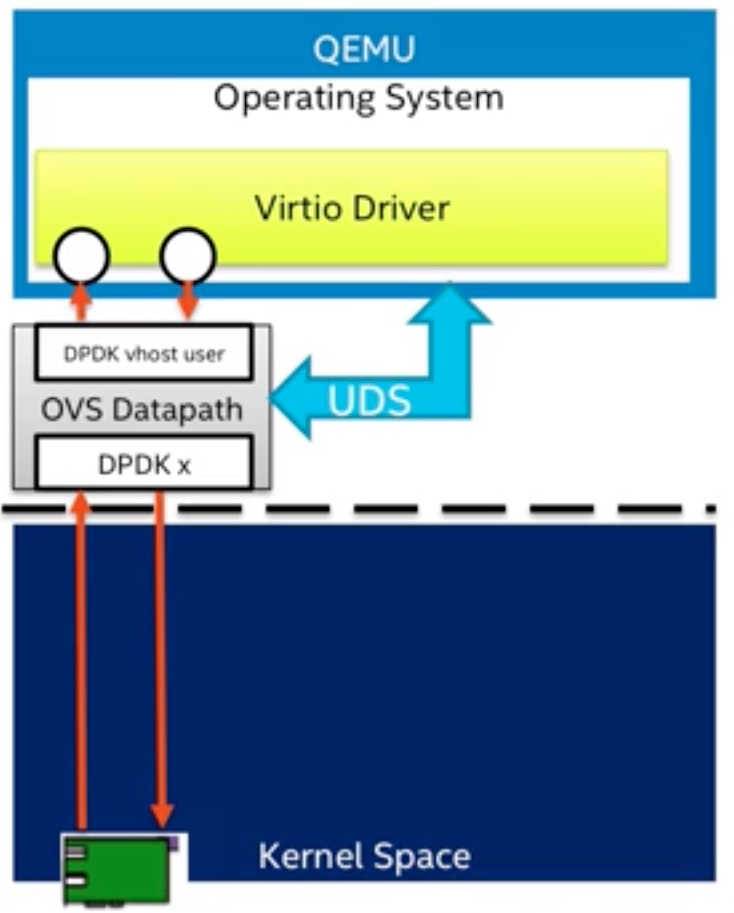 QEMU
Operating System
Virtio Driver
DPDK vhost user
OVS Datapath
UDS
DPDK x
Kernel Space